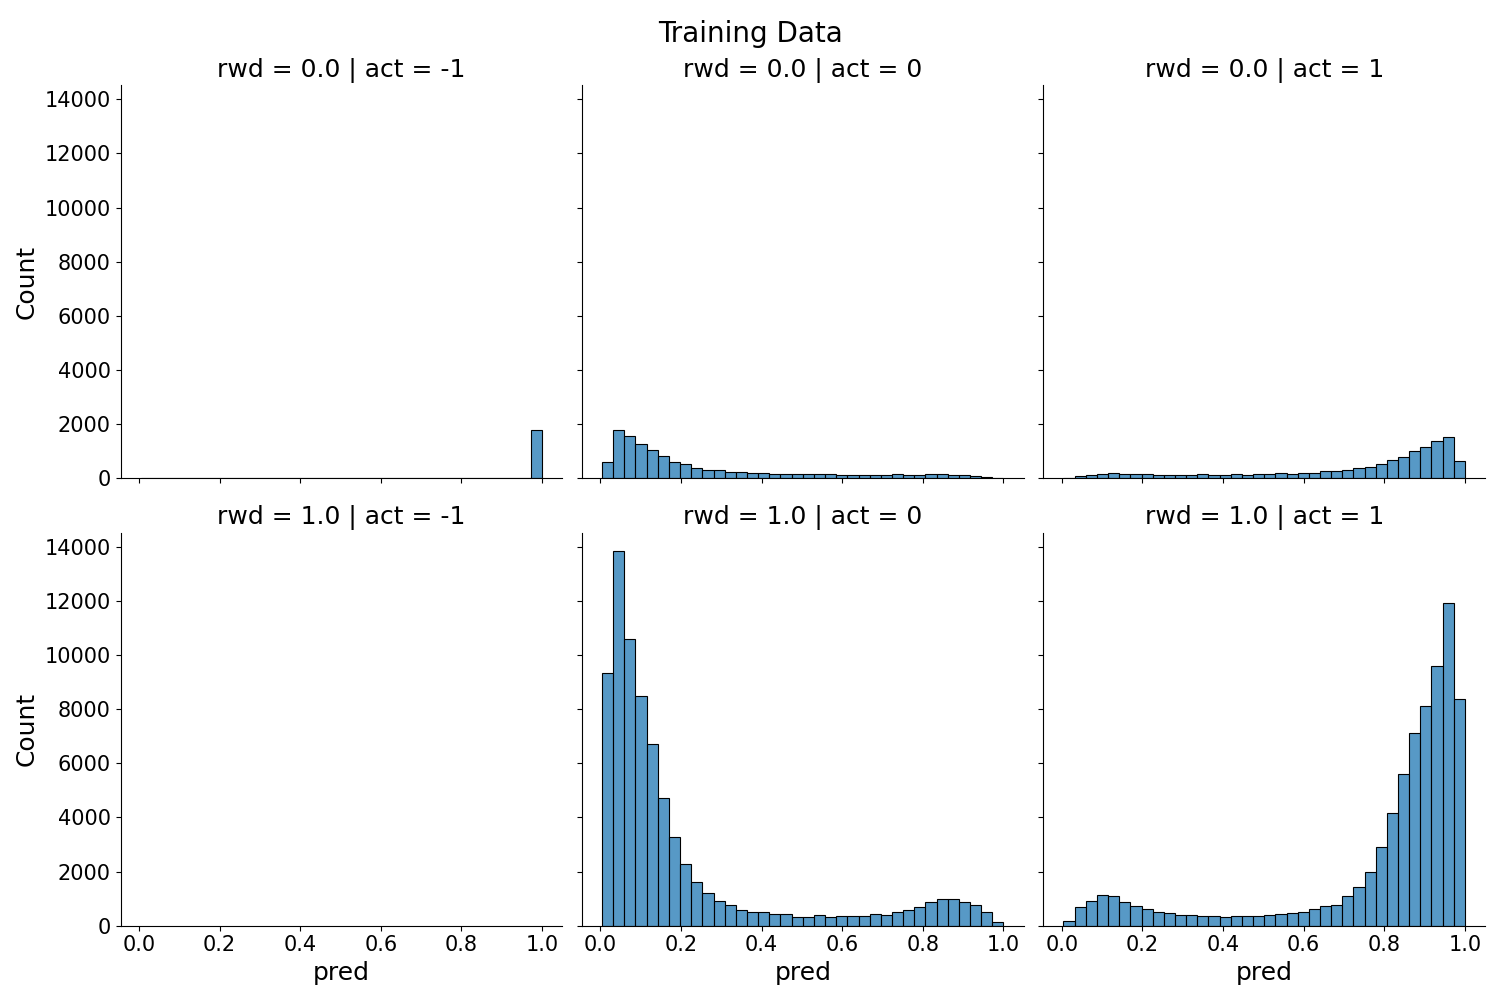 Training Data
rwd = 0.0 | act = -1
rwd = 0.0 | act = 0
rwd = 0.0 | act = 1
14000
12000
10000
8000
6000
4000
2000
0
Count
rwd = 1.0 | act = -1
rwd = 1.0 | act = 0
rwd = 1.0 | act = 1
14000
12000
10000
8000
6000
4000
2000
0
Count
0.0 0.2 0.4 0.6 0.8 1.0
0.0 0.2 0.4 0.6 0.8 1.0
0.0 0.2 0.4 0.6 0.8 1.0
pred
pred
pred